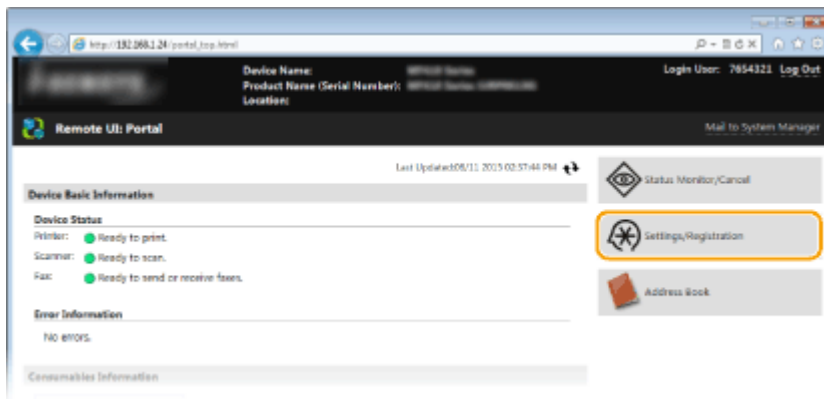 http://192.168.1.24/portal_top.html
Device Name:
Product Name (Serial Number):
Location:
Login User: 7654321 Log Out
Remote UI: Portal
Mail to System Manager
Last Updated:08/11 2015 02:37:44 PM
Device Basic Information
Device Status
Printer: Ready to print.
Scanner: Ready to scan.
Fax: Ready to send or receive faxes.
Error Information
No errors.
Consumables Information
Status Monitor/Cancel
Settings/Registration
Address Book